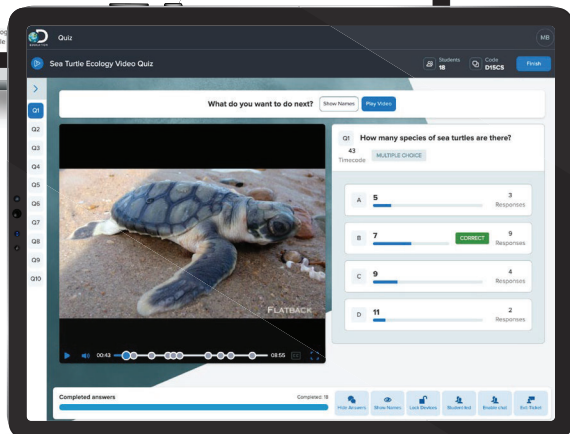 Quiz
MB
Sea Turtle Ecology Video Quiz
Students
18
Code
D15CS
Finish
What do you want to do next?
Show Names
Play Video
Q1
Q2
Q3
Q4
Q5
Q6
Q7
Q8
Q9
Q10
FLATBACK
00:43
08:55
Q1 How many species of sea turtles are there?
43
Timecode
MULTIPLE CHOICE
A 5 3
Responses
B 7 CORRECT 9
Responses
C 9 4
Responses
D 11 2
Responses
Completed answers
Completed: 18
Hide Answers
Show Names
Lock Devices
Student-led
Enable chat
Exit Ticket